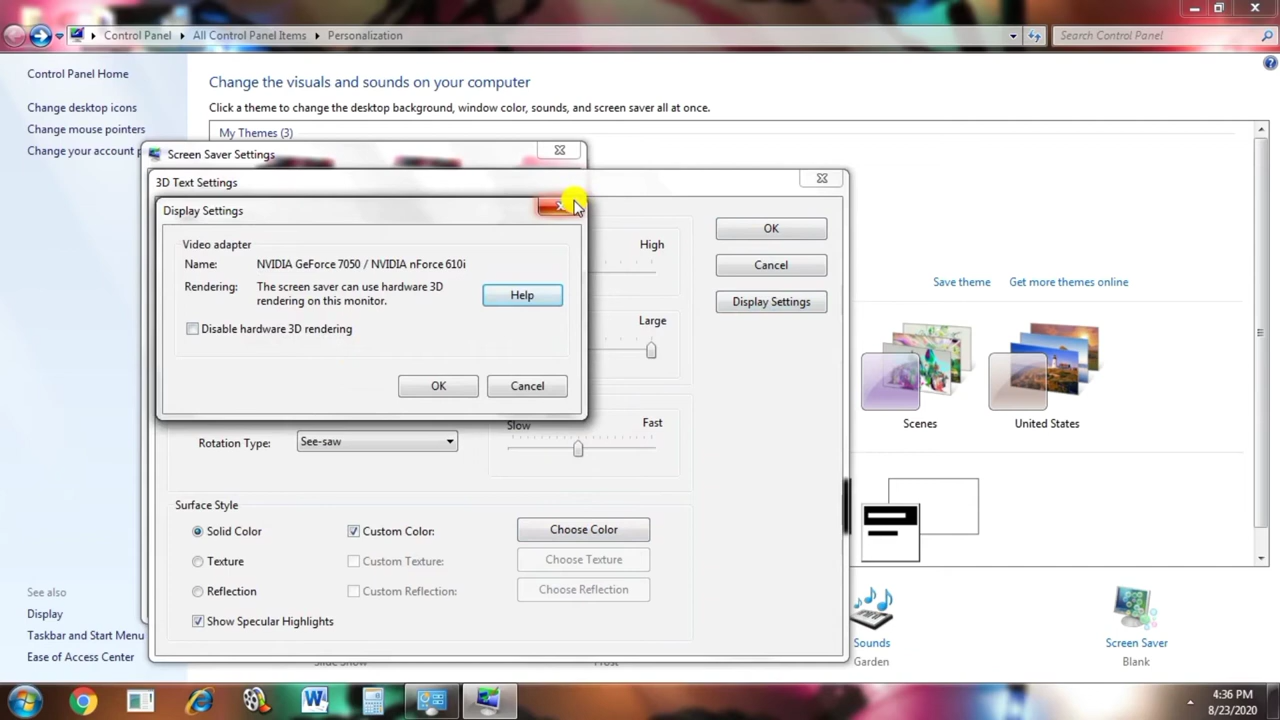 Control Panel
All Control Panel Items
Personalization
Search Control Panel
Control Panel Home
Change desktop icons
Change mouse pointers
Change your account p
Change the visuals and sounds on your computer
Click a theme to change the desktop background, window color, sounds, and screen saver all at once.
My Themes (3)
Screen Saver Settings
3D Text Settings
Display Settings
Video adapter
Name: NVIDIA GeForce 7050 / NVIDIA nForce 610i
Rendering: The screen saver can use hardware 3D
rendering on this monitor.
Help
Disable hardware 3D rendering
OK
Cancel
High
Large
OK
Cancel
Display Settings
Save theme
Get more themes online
Scenes
United States
Rotation Type:
See-saw
Slow
Fast
Surface Style
Solid Color
Custom Color:
Choose Color
Texture
Custom Texture:
Choose Texture
Reflection
Custom Reflection:
Choose Reflection
Show Specular Highlights
See also
Display
Taskbar and Start Menu
Ease of Access Center
Slide Show
Frost
Sounds
Garden
Screen Saver
Blank
4:36 PM
8/23/2020